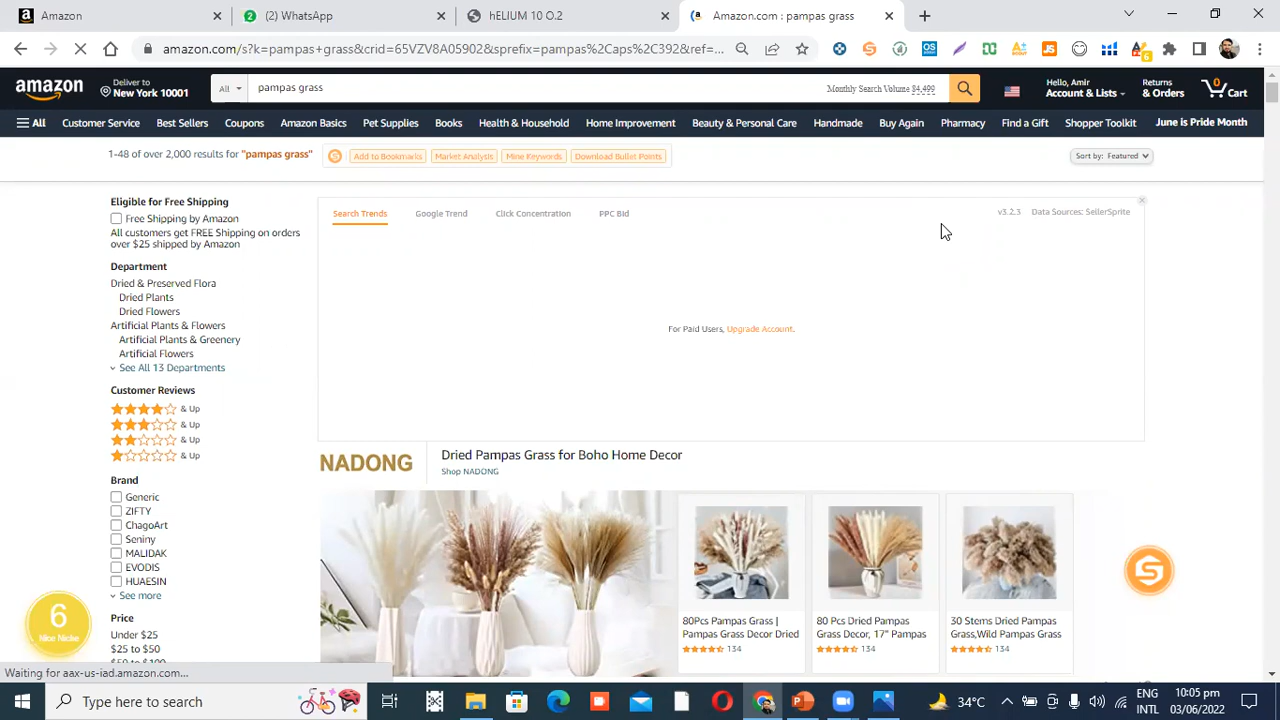 Amazon
(2) WhatsApp
hELIUM 10 O.2
Amazon.com : pampas grass
amazon.com/s?k=pampas+grass&crid=65VZV8A05902&sprefix=pampas%2Caps%2C392&ref=...
amazon
Deliver to
New York 10001
All
pampas grass
Monthly Search Volume 84,499
Hello, Amir
Account & Lists
Returns
& Orders
0
Cart
All
Customer Service
Best Sellers
Coupons
Amazon Basics
Pet Supplies
Books
Health & Household
Home Improvement
Beauty & Personal Care
Handmade
Buy Again
Pharmacy
Find a Gift
Shopper Toolkit
June is Pride Month
1-48 of over 2,000 results for "pampas grass"
Add to Bookmarks
Market Analysis
Mine Keywords
Download Bullet Points
Sort by: Featured
Search Trends
Google Trend
Click Concentration
PPC Bid
v3.2.3
Data Sources: SellerSprite
For Paid Users, Upgrade Account.
Eligible for Free Shipping
Free Shipping by Amazon
All customers get FREE Shipping on orders
over $25 shipped by Amazon
Department
Dried & Preserved Flora
Dried Plants
Dried Flowers
Artificial Plants & Flowers
Artificial Plants & Greenery
Artificial Flowers
See All 13 Departments
Customer Reviews
& Up
& Up
& Up
& Up
Brand
Generic
ZIFTY
ChagoArt
Seniny
MALIDAK
EVODIS
HUAESIN
See more
Price
Under $25
$25 to $50
$50 to $100
6
Nice Niche
NADONG
Dried Pampas Grass for Boho Home Decor
Shop NADONG
80Pcs Pampas Grass |
Pampas Grass Decor Dried
134
80 Pcs Dried Pampas
Grass Decor, 17" Pampas
134
30 Stems Dried Pampas
Grass,Wild Pampas Grass
134
Waiting for aax-us-iad.amazon.com...
Type here to search
34°C
ENG
INTL
10:05 pm
03/06/2022